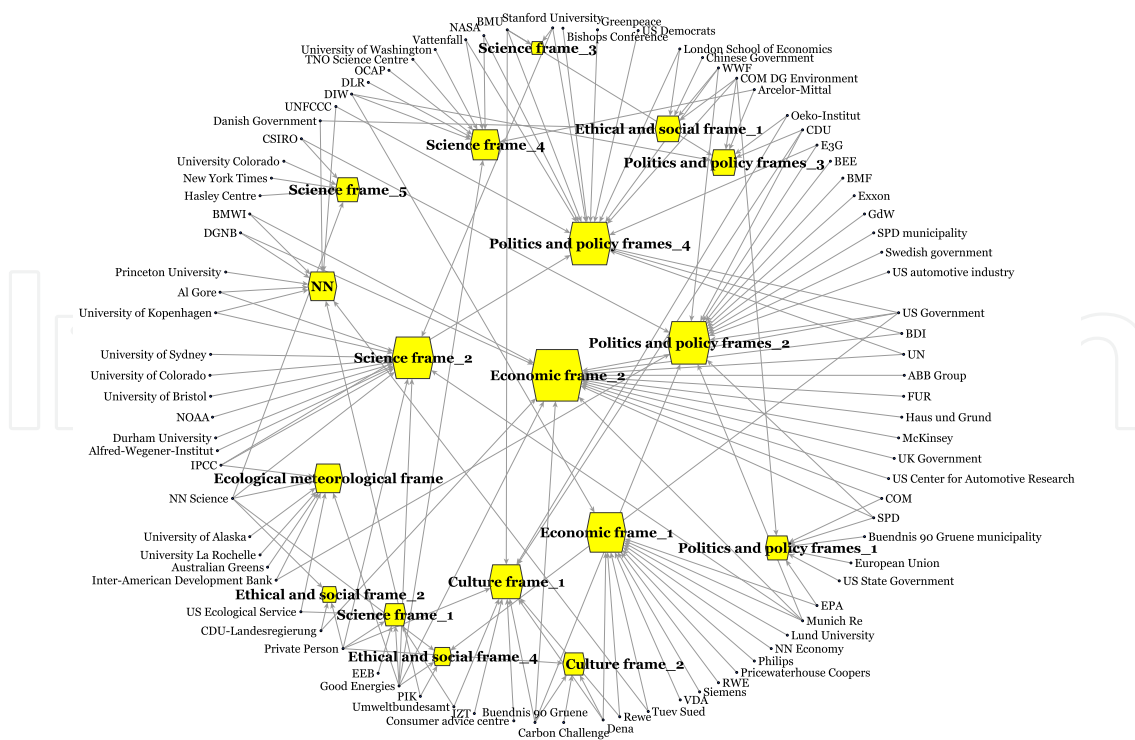 Stanford University
BMU
Greenpeace
NASA
US Democrats
Bishops Conference
Vattenfall
Science frame_3
University of Washington
London School of Economics
TNO Science Centre
Chinese Government
OCAP
WWF
DLR
COM DG Environment
DIW
Arcelor-Mittal
UNFCCC
Oeko-Institut
Danish Government
Ethical and social frame_1
CDU
CSIRO
Science frame_4
E3G
University Colorado
Politics and policy frames_3
BEE
New York Times
BMF
Science frame_5
Hasley Centre
Exxon
BMWI
GdW
DGNB
SPD municipality
Politics and policy frames_4
Swedish government
Princeton University
US automotive industry
NN
Al Gore
University of Kopenhagen
US Government
BDI
Politics and policy frames_2
University of Sydney
Science frame_2
UN
University of Colorado
Economic frame_2
ABB Group
University of Bristol
FUR
NOAA
Haus und Grund
Durham University
McKinsey
Alfred-Wegener-Institut
UK Government
IPCC
Ecological meteorological frame
US Center for Automotive Research
NN Science
COM
SPD
Economic frame_1
University of Alaska
Buendnis 90 Gruene municipality
Politics and policy frames_1
University La Rochelle
European Union
Australian Greens
Inter-American Development Bank
Culture frame_1
US State Government
Ethical and social frame_2
EPA
US Ecological Service
Science frame_1
Munich Re
CDU-Landesregierung
Lund University
Private Person
NN Economy
Ethical and social frame_4
Culture frame_2
Philips
EEB
Pricewaterhouse Coopers
Good Energies
RWE
PIK
Siemens
Umweltbundesamt
VDA
IZT
Buendnis 90 Gruene
Tuev Sued
Rewe
Consumer advice centre
Dena
Carbon Challenge